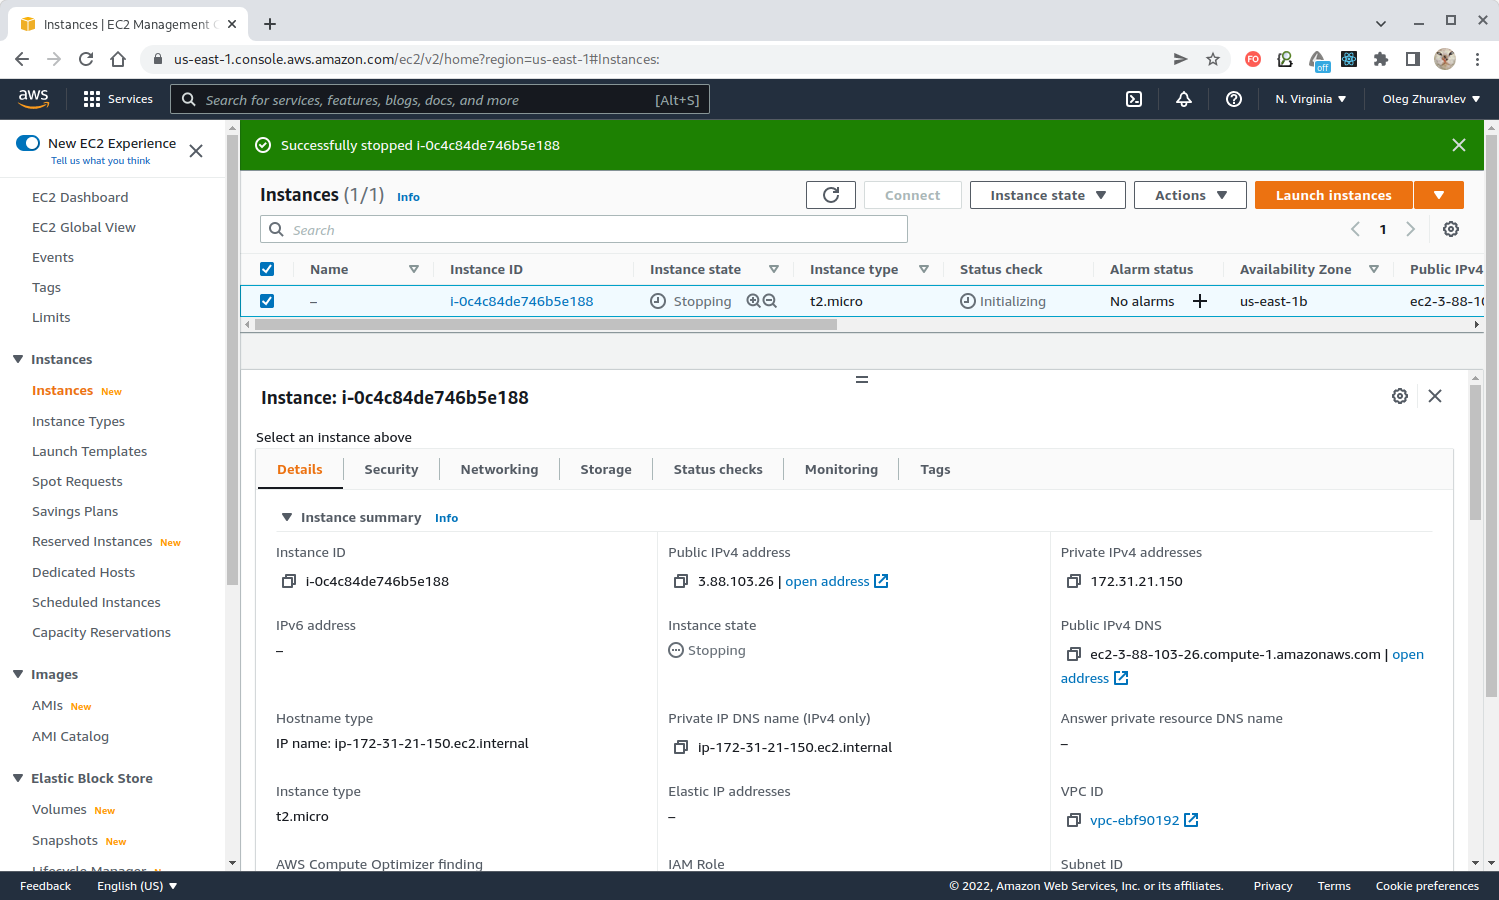 Instances | EC2 Management C
us-east-1.console.aws.amazon.com/ec2/v2/home?region=us-east-1#Instances:
FO
off
aws
Services
Search for services, features, blogs, docs, and more
[Alt+S]
N. Virginia
Oleg Zhuravlev
New EC2 Experience
Tell us what you think
EC2 Dashboard
EC2 Global View
Events
Tags
Limits
Instances
Instances New
Instance Types
Launch Templates
Spot Requests
Savings Plans
Reserved Instances New
Dedicated Hosts
Scheduled Instances
Capacity Reservations
Images
AMIs New
AMI Catalog
Elastic Block Store
Volumes New
Snapshots New
Lifecycle Manager
Successfully stopped i-0c4c84de746b5e188
Instances (1/1) Info
Connect
Instance state
Actions
Launch instances
Search
1
Name Instance ID Instance state Instance type Status check Alarm status Availability Zone Public IPv4
– i-0c4c84de746b5e188 Stopping t2.micro Initializing No alarms + us-east-1b ec2-3-88-10
Instance: i-0c4c84de746b5e188
Select an instance above
Details Security Networking Storage Status checks Monitoring Tags
Instance summary Info
Instance ID
i-0c4c84de746b5e188
Public IPv4 address
3.88.103.26 | open address
Private IPv4 addresses
172.31.21.150
IPv6 address
–
Instance state
Stopping
Public IPv4 DNS
ec2-3-88-103-26.compute-1.amazonaws.com | open
address
Hostname type
IP name: ip-172-31-21-150.ec2.internal
Private IP DNS name (IPv4 only)
ip-172-31-21-150.ec2.internal
Answer private resource DNS name
–
Instance type
t2.micro
Elastic IP addresses
–
VPC ID
vpc-ebf90192
AWS Compute Optimizer finding
IAM Role
Subnet ID
Feedback English (US)
© 2022, Amazon Web Services, Inc. or its affiliates. Privacy Terms Cookie preferences